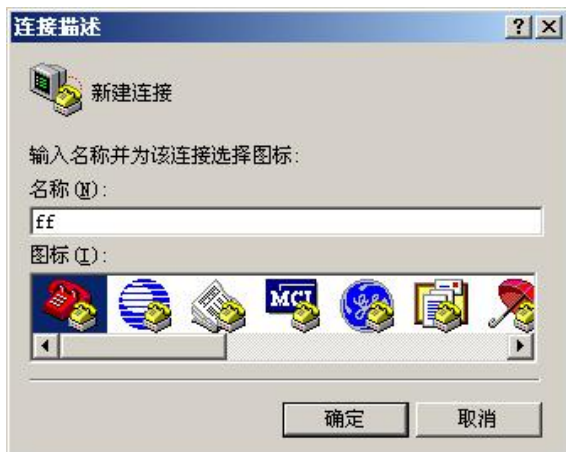 连接描述
新建连接
输入名称并为该连接选择图标:
名称(N):
ff
图标(I):
MCI
确定
取消